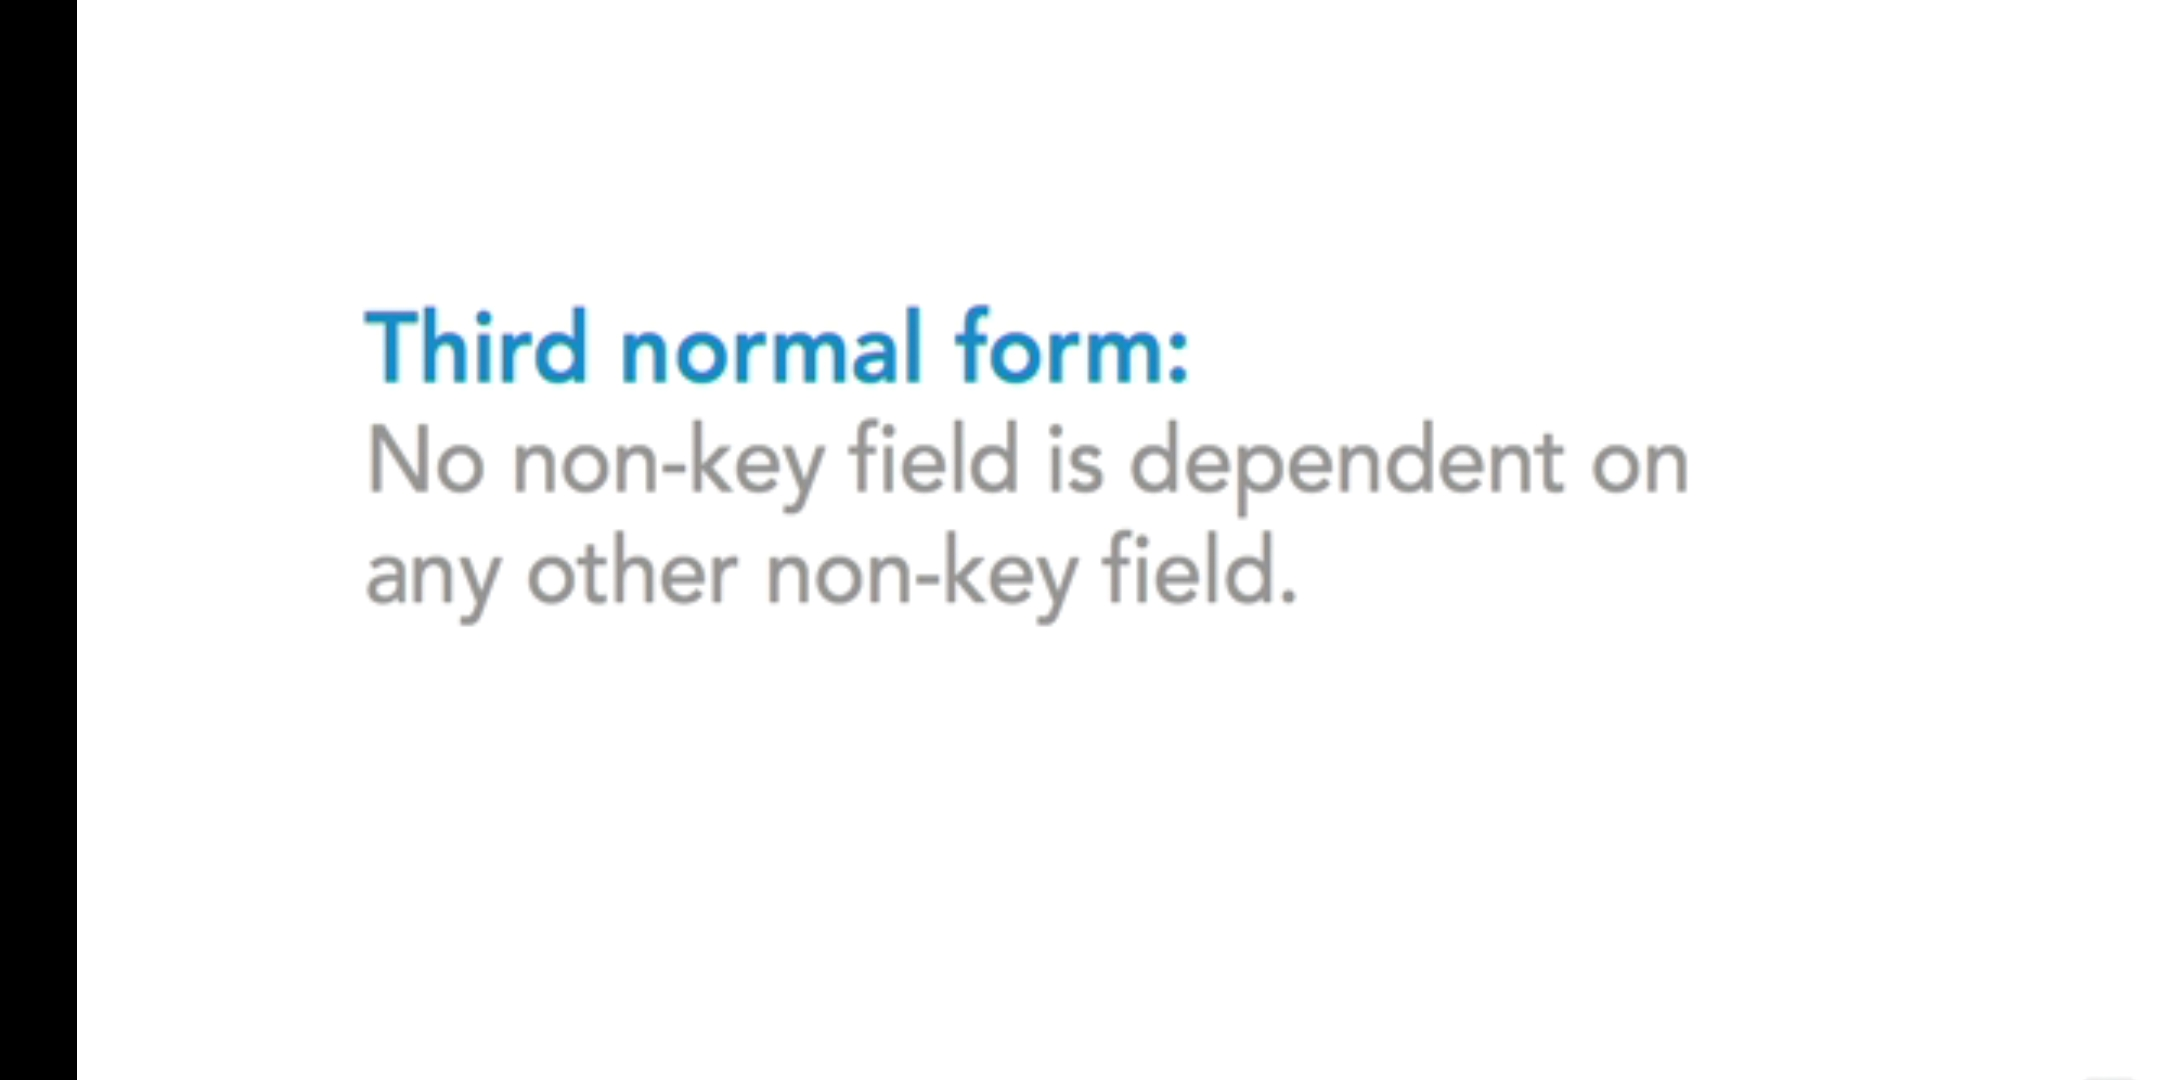 Third normal form:
No non-key field is dependent on
any other non-key field.